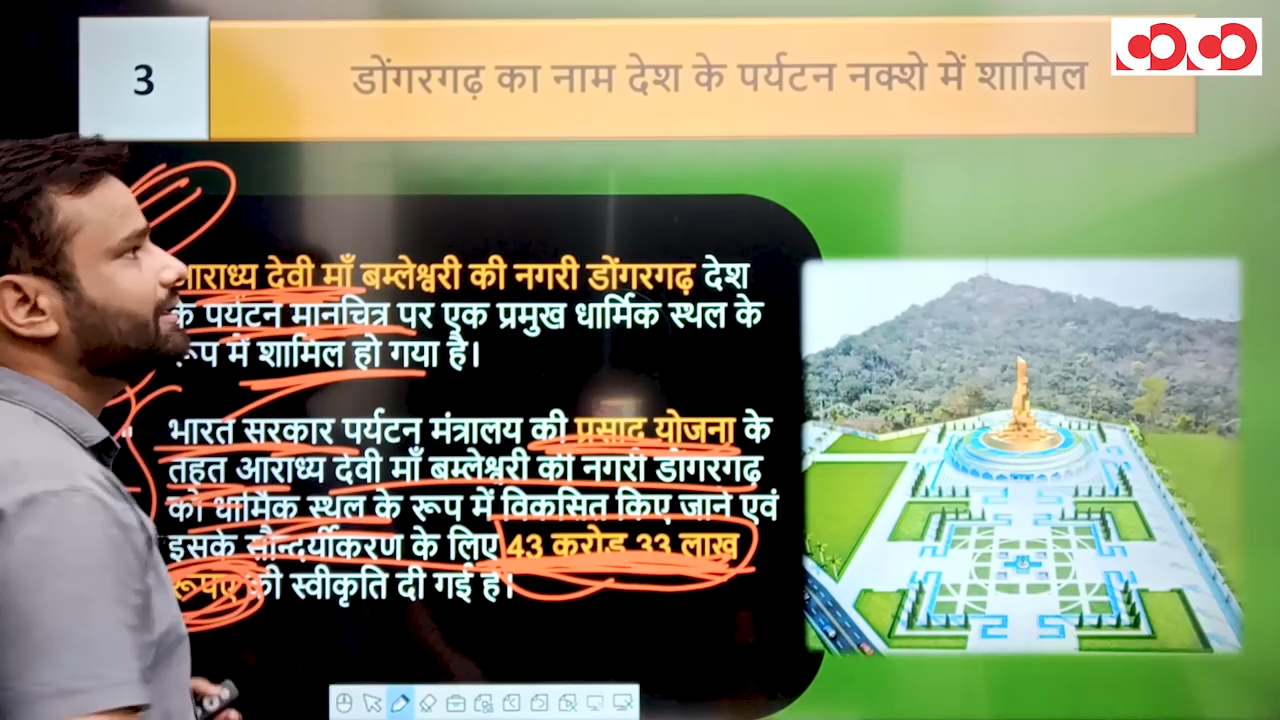 3
डोंगरगढ़ का नाम देश के पर्यटन नक्शे में शामिल
आराध्य देवी माँ बम्लेश्वरी की नगरी डोंगरगढ़ देश
के पर्यटन मानचित्र पर एक प्रमुख धार्मिक स्थल के
रूप में शामिल हो गया है।
भारत सरकार पर्यटन मंत्रालय की प्रसाद योजना के
तहत आराध्य देवी माँ बम्लेश्वरी की नगरी डोंगरगढ़
को धार्मिक स्थल के रूप में विकसित किए जाने एवं
इसके सौन्दर्यीकरण के लिए 43 करोड़ 33 लाख
रूपए की स्वीकृति दी गई है।